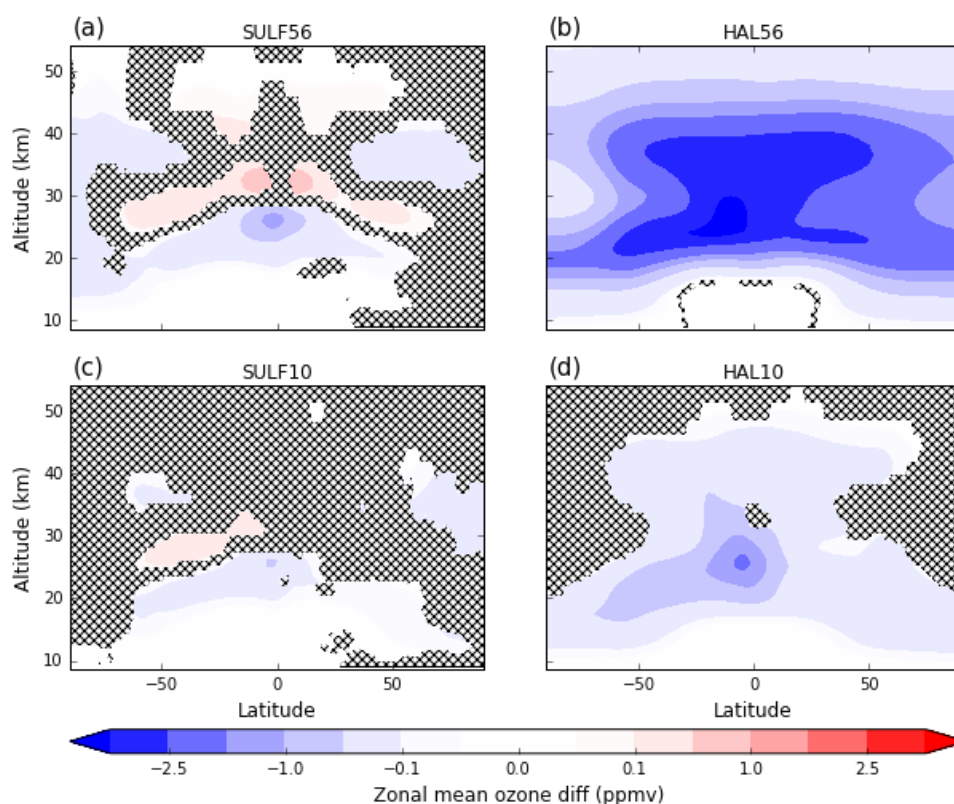 (a) SULF56
(b) HAL56
Altitude (km)
50
40
30
20
10
(c) SULF10
(d) HAL10
Altitude (km)
50
40
30
20
10
−50 0 50
−50 0 50
Latitude
Latitude
−2.5 −1.0 −0.1 0.0 0.1 1.0 2.5
Zonal mean ozone diff (ppmv)